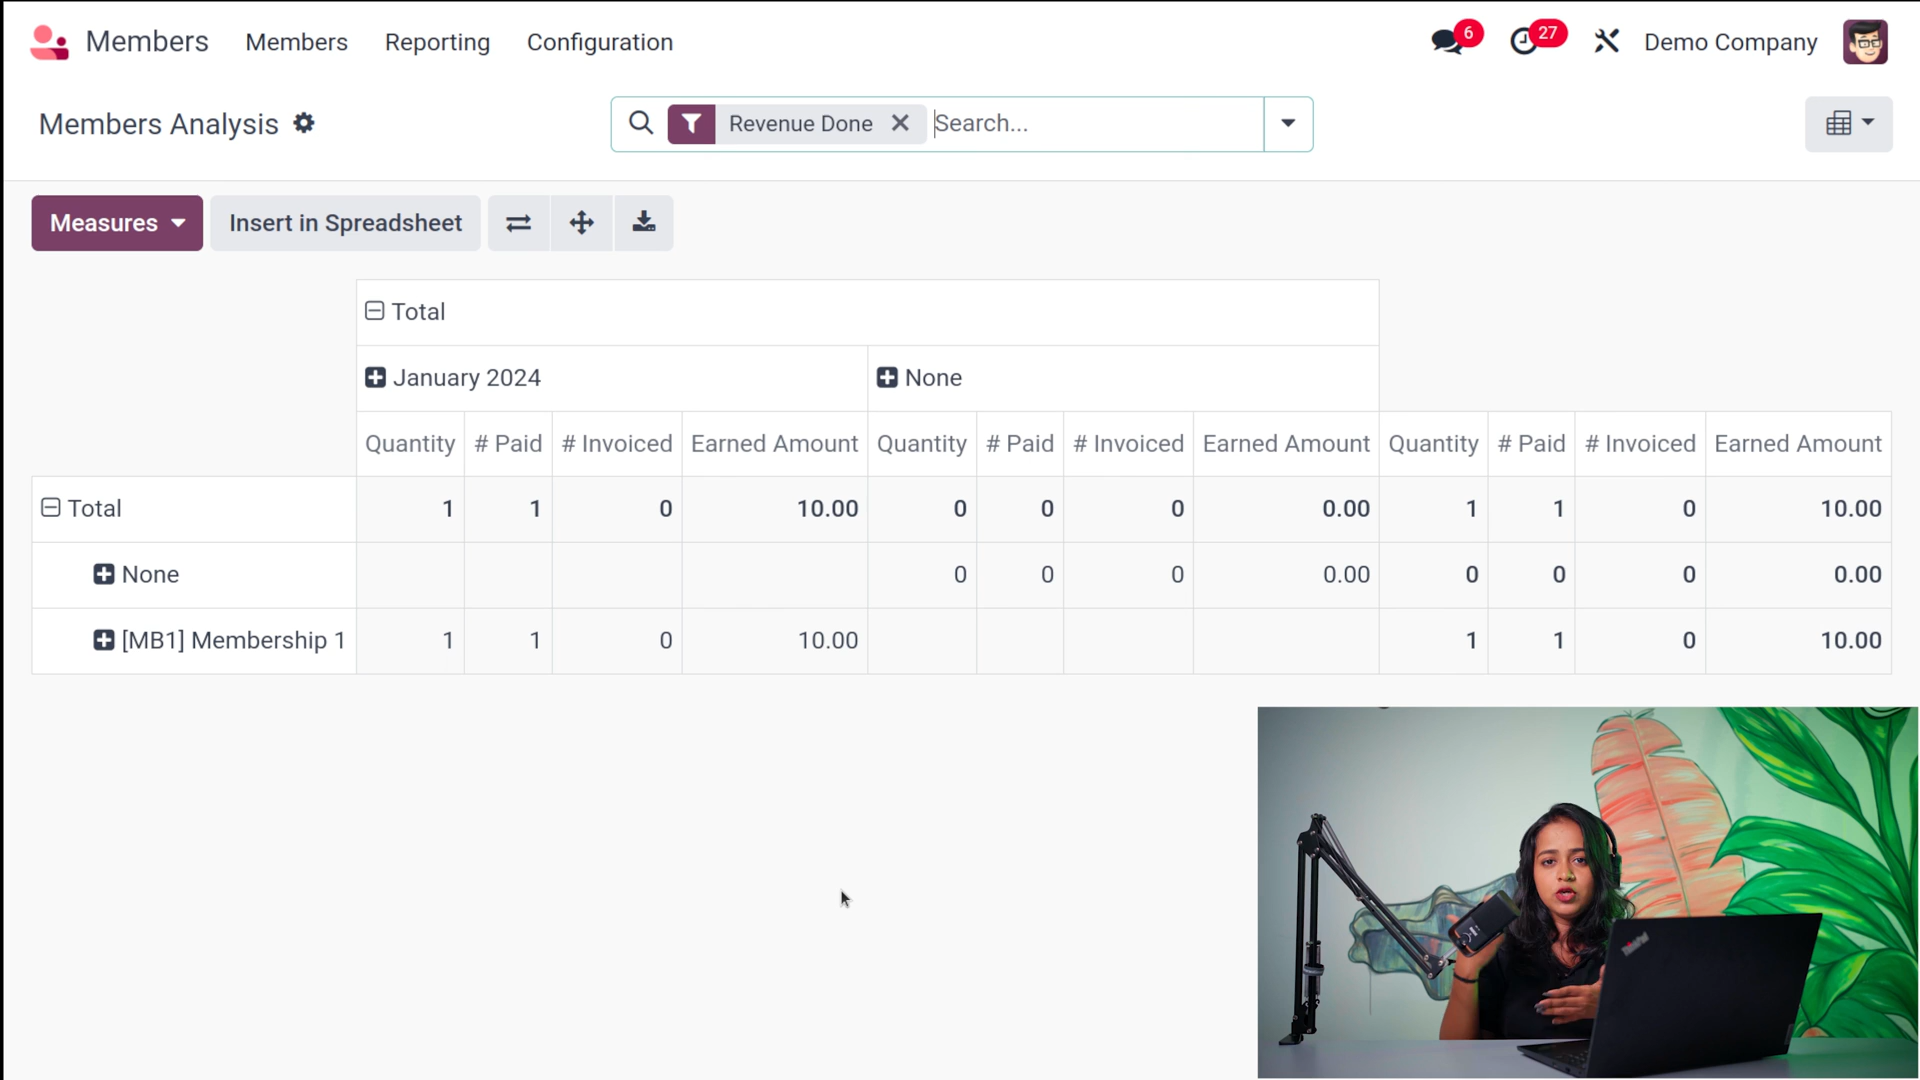 Members Members Reporting Configuration 6 27 Demo Company
Members Analysis Revenue Done Search...
Measures Insert in Spreadsheet
Total
January 2024 None
Quantity # Paid # Invoiced Earned Amount Quantity # Paid # Invoiced Earned Amount Quantity # Paid # Invoiced Earned Amount
Total 1 1 0 10.00 0 0 0 0.00 1 1 0 10.00
None 0 0 0 0.00 0 0 0 0.00
[MB1] Membership 1 1 1 0 10.00 1 1 0 10.00
ThinkPad